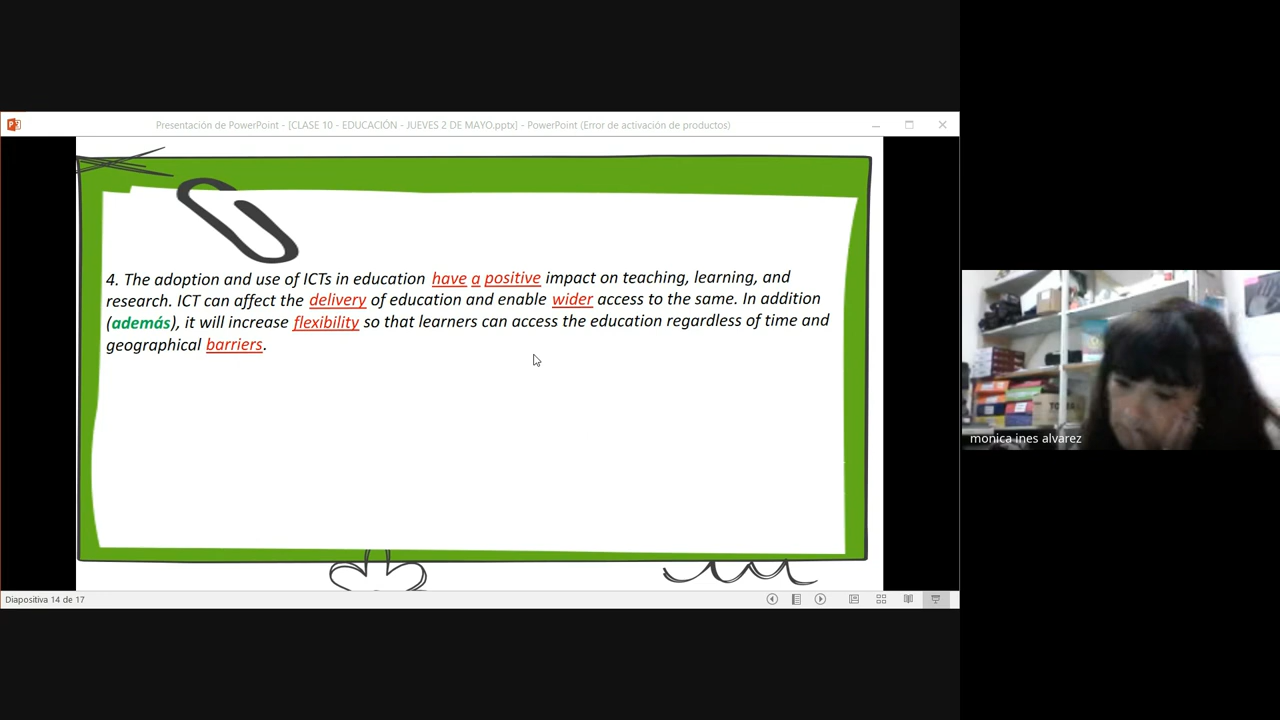 Presentación de PowerPoint - [CLASE 10 - EDUCACIÓN - JUEVES 2 DE MAYO.pptx] - PowerPoint (Error de activación de productos)
4. The adoption and use of ICTs in education have a positive impact on teaching, learning, and
research. ICT can affect the delivery of education and enable wider access to the same. In addition
(además), it will increase flexibility so that learners can access the education regardless of time and
geographical barriers.
monica ines alvarez
Diapositiva 14 de 17